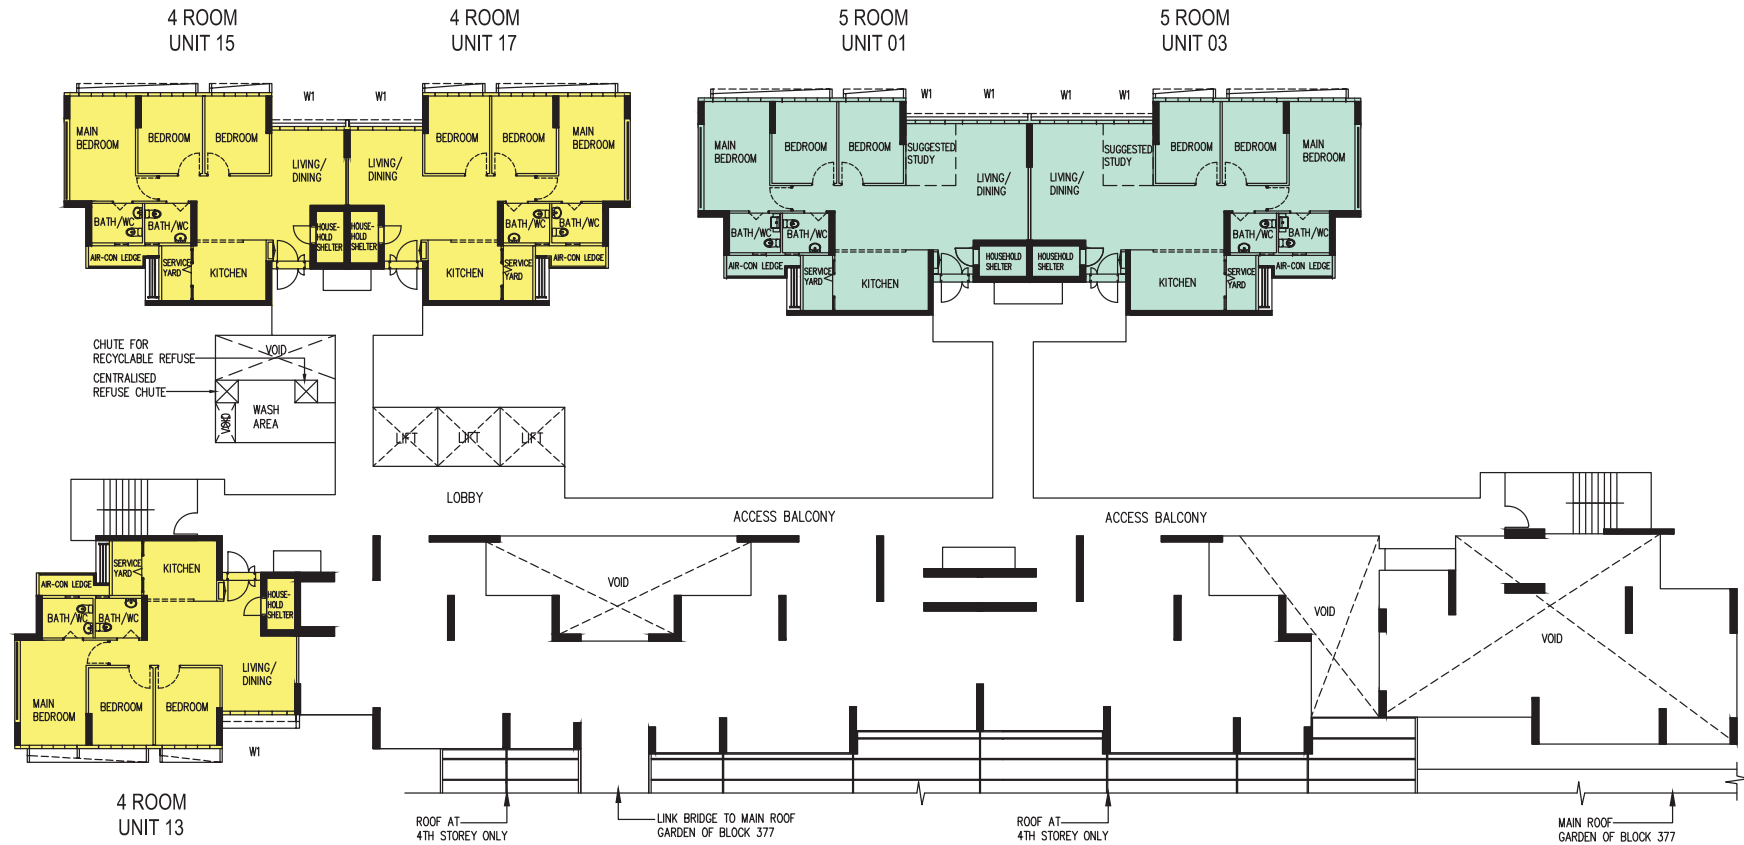 4 ROOM
UNIT 15
4 ROOM
UNIT 17
5 ROOM
UNIT 01
5 ROOM
UNIT 03
W1
W1
MAIN
BEDROOM
BEDROOM
BEDROOM
LIVING/
DINING
LIVING/
DINING
BEDROOM
BEDROOM
MAIN
BEDROOM
BATH/WC
BATH/WC
HOUSE-
HOLD
SHELTER
HOUSE-
HOLD
SHELTER
BATH/WC
BATH/WC
AIR-CON LEDGE
SERVICE
YARD
KITCHEN
KITCHEN
SERVICE
YARD
AIR-CON LEDGE
W1
W1
W1
W1
MAIN
BEDROOM
BEDROOM
BEDROOM
SUGGESTED
STUDY
LIVING/
DINING
LIVING/
DINING
SUGGESTED
STUDY
BEDROOM
BEDROOM
MAIN
BEDROOM
BATH/WC
BATH/WC
HOUSEHOLD
SHELTER
HOUSEHOLD
SHELTER
BATH/WC
BATH/WC
AIR-CON LEDGE
SERVICE
YARD
KITCHEN
KITCHEN
SERVICE
YARD
AIR-CON LEDGE
CHUTE FOR
RECYCLABLE REFUSE
CENTRALISED
REFUSE CHUTE
VOID
VOID
WASH
AREA
LIFT
LIFT
LIFT
LOBBY
ACCESS BALCONY
ACCESS BALCONY
SERVICE
YARD
KITCHEN
AIR-CON LEDGE
HOUSE-
HOLD
SHELTER
BATH/WC
BATH/WC
LIVING/
DINING
MAIN
BEDROOM
BEDROOM
BEDROOM
W1
VOID
VOID
VOID
4 ROOM
UNIT 13
ROOF AT
4TH STOREY ONLY
LINK BRIDGE TO MAIN ROOF
GARDEN OF BLOCK 377
ROOF AT
4TH STOREY ONLY
MAIN ROOF
GARDEN OF BLOCK 377